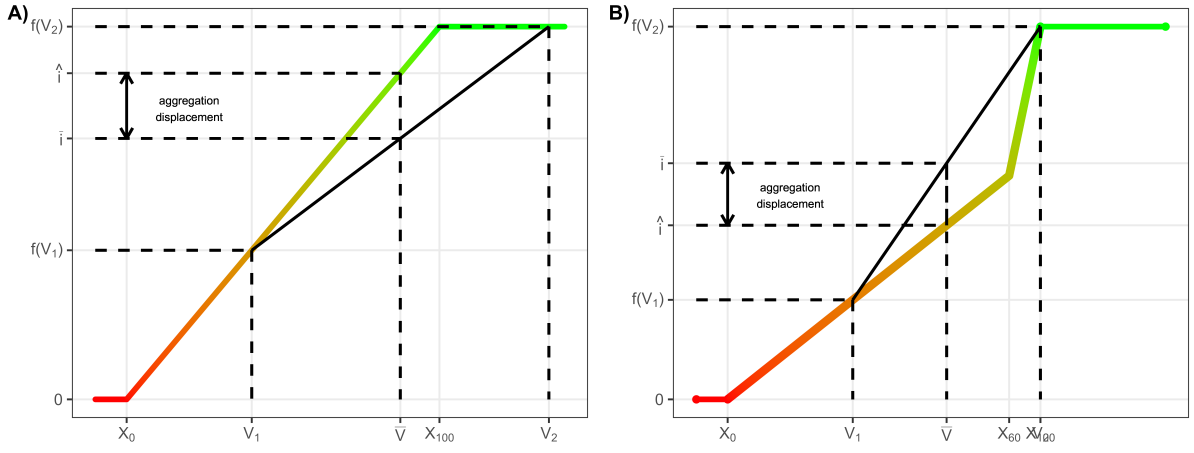 A)
f(V₂)
î
aggregation
displacement
ī
f(V₁)
0
X₀
V₁
V̅
X₁₀₀
V₂
B)
f(V₂)
ī
aggregation
displacement
î
f(V₁)
0
X₀
V₁
V̅
X₆₀